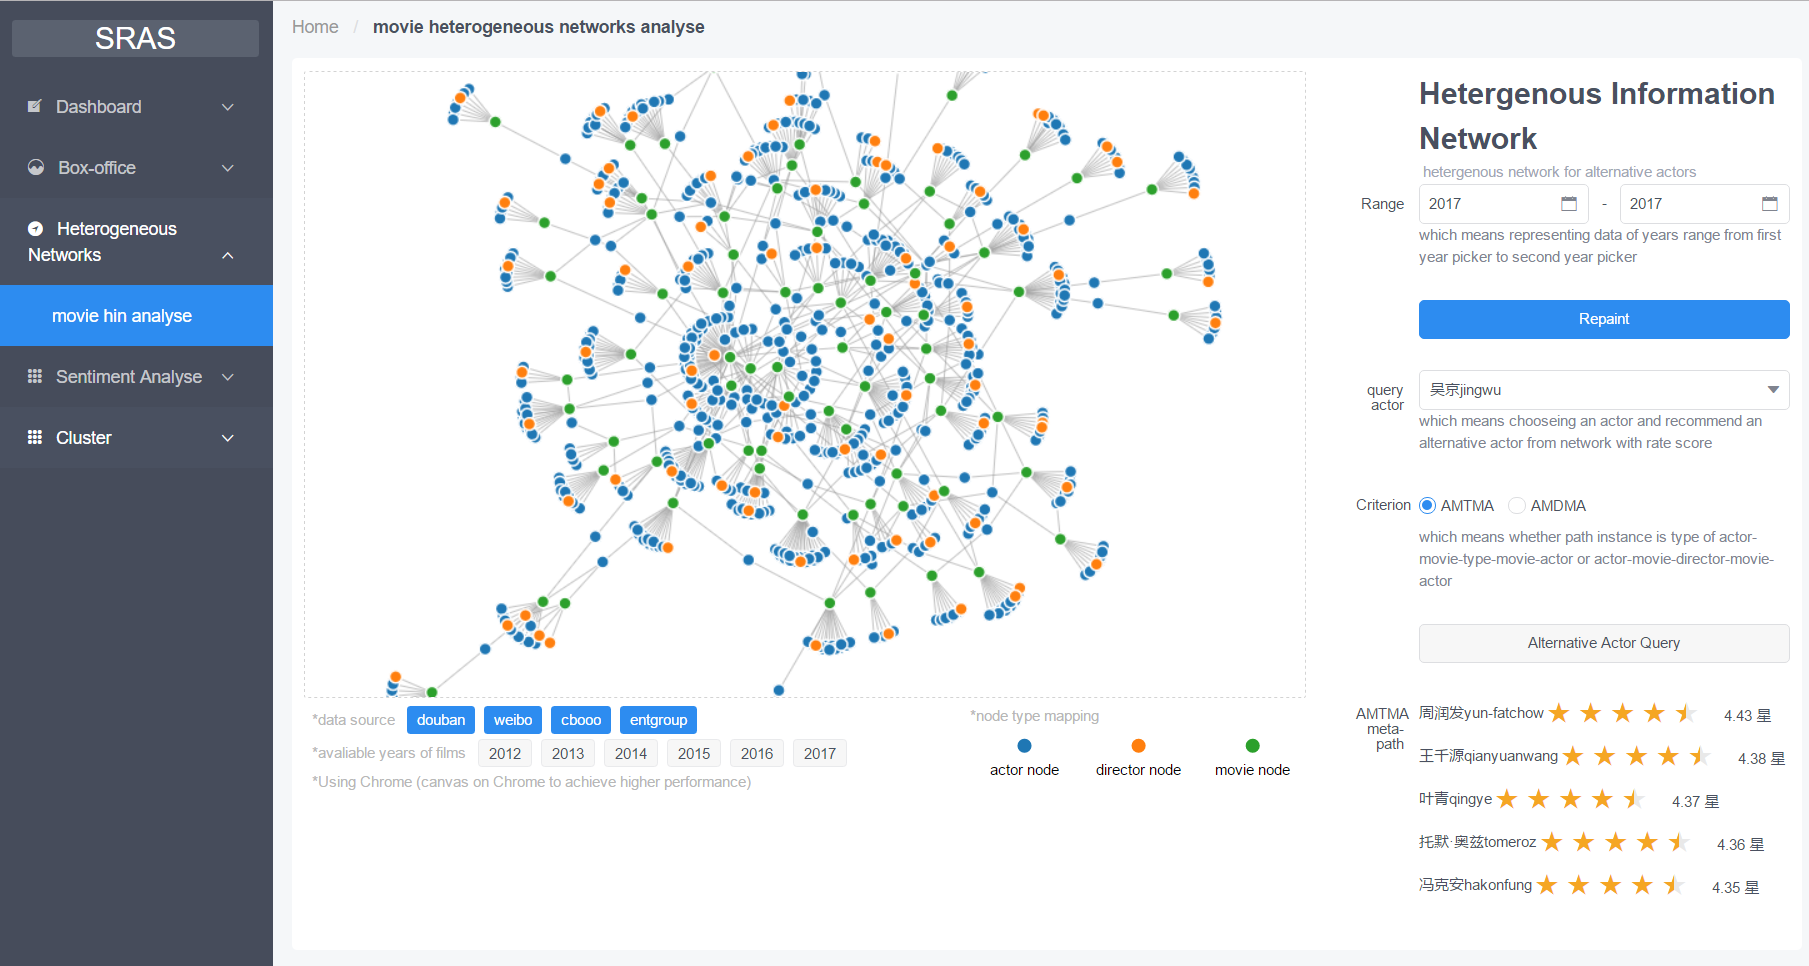 SRAS
Dashboard
Box-office
Heterogeneous
Networks
movie hin analyse
Sentiment Analyse
Cluster
Home / movie heterogeneous networks analyse
*data source douban weibo cbooo entgroup
*avaliable years of films 2012 2013 2014 2015 2016 2017
*Using Chrome (canvas on Chrome to achieve higher performance)
*node type mapping
actor node director node movie node
Hetergenous Information
Network
hetergenous network for alternative actors
Range 2017 - 2017
which means representing data of years range from first
year picker to second year picker
Repaint
query
actor
吴京jingwu
which means chooseing an actor and recommend an
alternative actor from network with rate score
Criterion AMTMA AMDMA
which means whether path instance is type of actor-
movie-type-movie-actor or actor-movie-director-movie-
actor
Alternative Actor Query
AMTMA
meta-
path
周润发yun-fatchow 4.43 星
王千源qianyuanwang 4.38 星
叶青qingye 4.37 星
托默·奥兹tomeroz 4.36 星
冯克安hakonfung 4.35 星